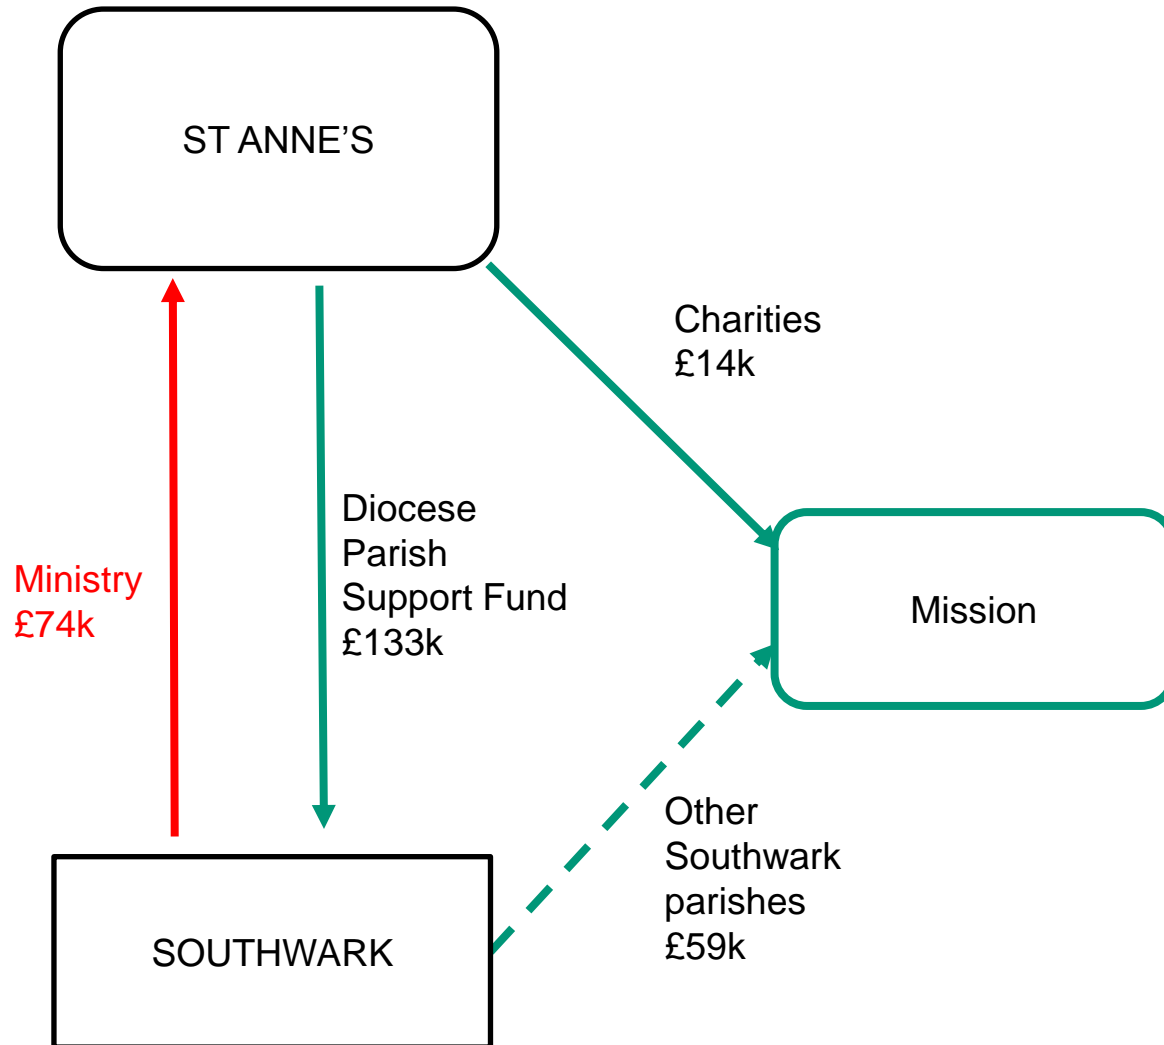 ST ANNE’S
Charities
£14k
Diocese
Parish
Support Fund
£133k
Ministry
£74k
Mission
Other
Southwark
parishes
£59k
SOUTHWARK